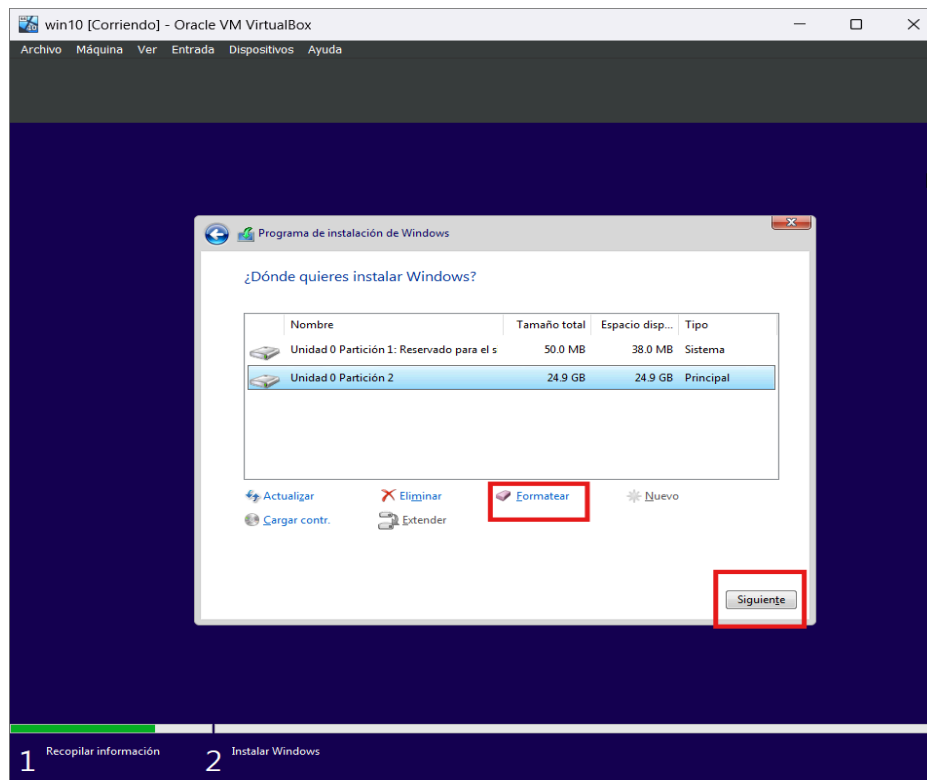 win10 [Corriendo] - Oracle VM VirtualBox
Archivo Máquina Ver Entrada Dispositivos Ayuda
Programa de instalación de Windows
¿Dónde quieres instalar Windows?
Nombre Tamaño total Espacio disp... Tipo
Unidad 0 Partición 1: Reservado para el s 50.0 MB 38.0 MB Sistema
Unidad 0 Partición 2 24.9 GB 24.9 GB Principal
Actualizar Eliminar Formatear Nuevo
Cargar contr. Extender
Siguiente
1 Recopilar información 2 Instalar Windows